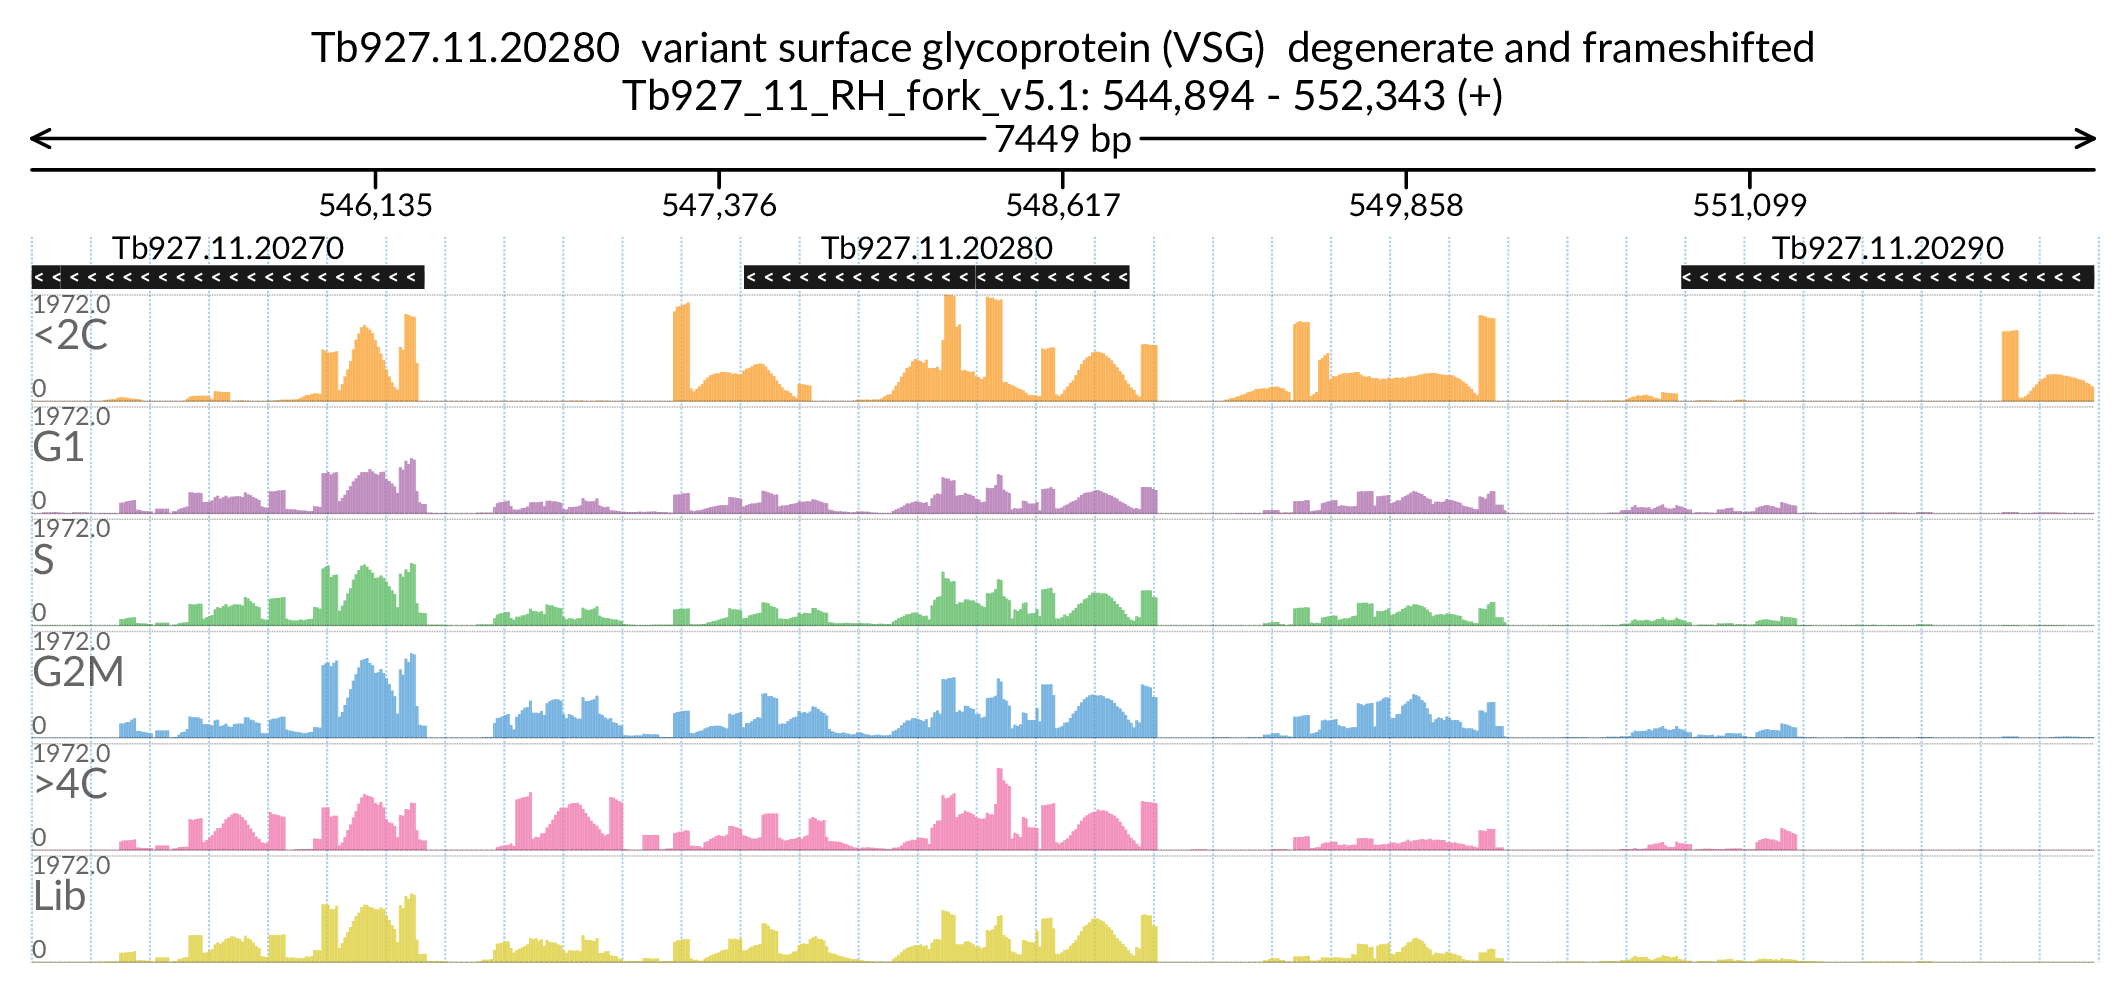 Tb927.11.20280  variant surface glycoprotein (VSG)  degenerate and frameshifted
Tb927_11_RH_fork_v5.1: 544,894 - 552,343 (+)
7449 bp
546,135 547,376 548,617 549,858 551,099
Tb927.11.20270 Tb927.11.20280 Tb927.11.20290
1972.0
<2C
0
1972.0
G1
0
1972.0
S
0
1972.0
G2M
0
1972.0
>4C
0
1972.0
Lib
0